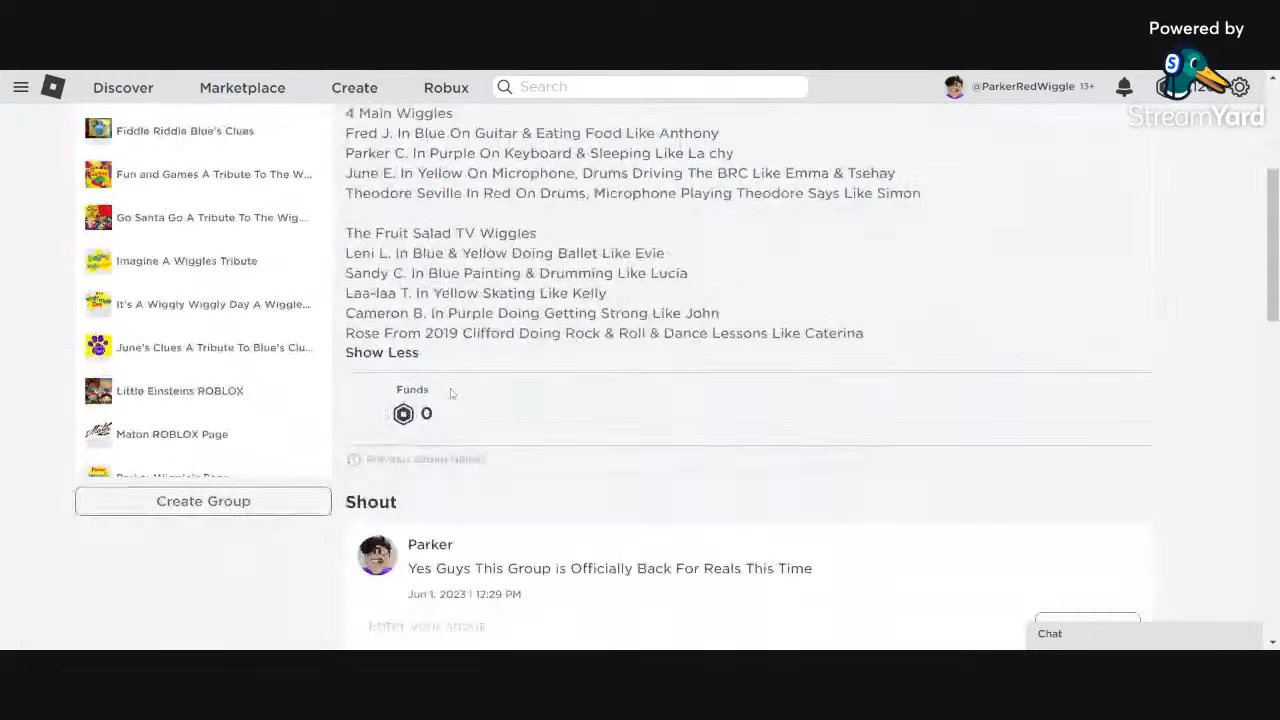 Powered by
StreamYard
Discover
Marketplace
Create
Robux
Search
@ParkerRedWiggle 13+
Fiddle Riddle Blue's Clues
Fun and Games A Tribute To The W...
Go Santa Go A Tribute To The Wig...
Imagine A Wiggles Tribute
It's A Wiggly Wiggly Day A Wiggle...
June's Clues A Tribute To Blue's Clu...
Little Einsteins ROBLOX
Maton ROBLOX Page
Create Group
4 Main Wiggles
Fred J. In Blue On Guitar & Eating Food Like Anthony
Parker C. In Purple On Keyboard & Sleeping Like La chy
June E. In Yellow On Microphone, Drums Driving The BRC Like Emma & Tsehay
Theodore Seville In Red On Drums, Microphone Playing Theodore Says Like Simon
The Fruit Salad TV Wiggles
Leni L. In Blue & Yellow Doing Ballet Like Evie
Sandy C. In Blue Painting & Drumming Like Lucia
Laa-laa T. In Yellow Skating Like Kelly
Cameron B. In Purple Doing Getting Strong Like John
Rose From 2019 Clifford Doing Rock & Roll & Dance Lessons Like Caterina
Show Less
Funds
0
Shout
Parker
Yes Guys This Group is Officially Back For Reals This Time
Jun 1, 2023 | 12:29 PM
Enter your shout
Chat